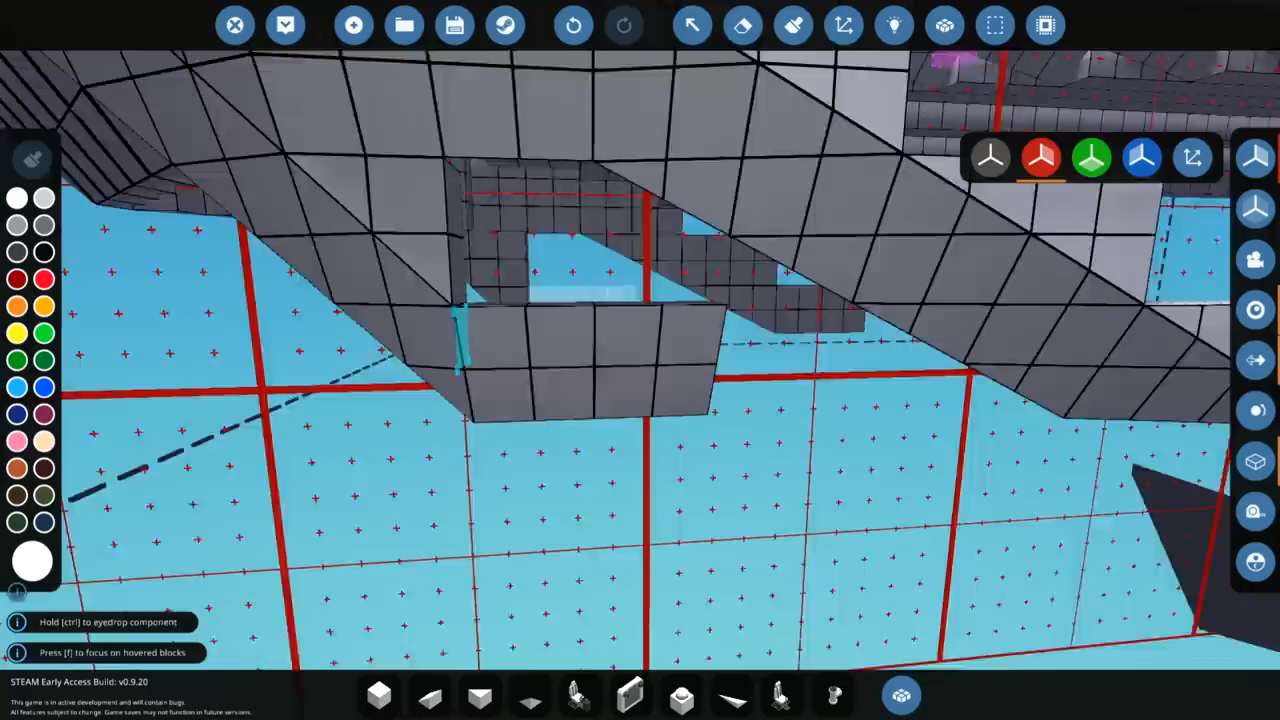 Hold [ctrl] to eyedrop component
Press [f] to focus on hovered blocks
STEAM Early Access Build: v0.9.20
This game is in active development and will contain bugs.
All features subject to change. Game saves may not function in future versions.